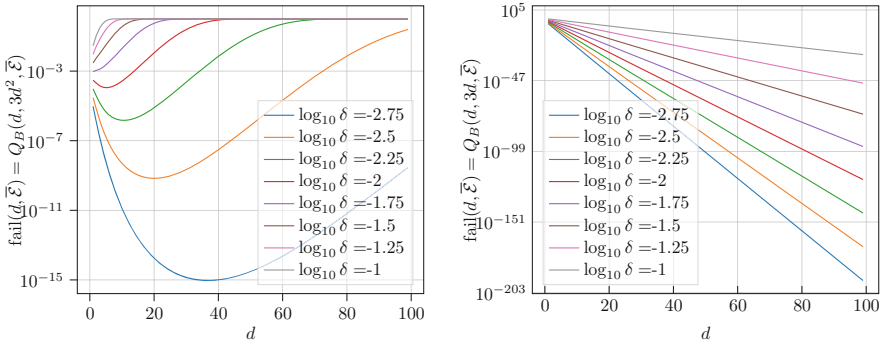 fail(d, ℰ̅) = Q_B(d, 3d², ℰ̅)
10⁻³
10⁻⁷
10⁻¹¹
10⁻¹⁵
log₁₀ δ =-2.75
log₁₀ δ =-2.5
log₁₀ δ =-2.25
log₁₀ δ =-2
log₁₀ δ =-1.75
log₁₀ δ =-1.5
log₁₀ δ =-1.25
log₁₀ δ =-1
0 20 40 60 80 100
d
fail(d, ℰ̅) = Q_B(d, 3d, ℰ̅)
10⁵
10⁻⁴⁷
10⁻⁹⁹
10⁻¹⁵¹
10⁻²⁰³
log₁₀ δ =-2.75
log₁₀ δ =-2.5
log₁₀ δ =-2.25
log₁₀ δ =-2
log₁₀ δ =-1.75
log₁₀ δ =-1.5
log₁₀ δ =-1.25
log₁₀ δ =-1
0 20 40 60 80 100
d